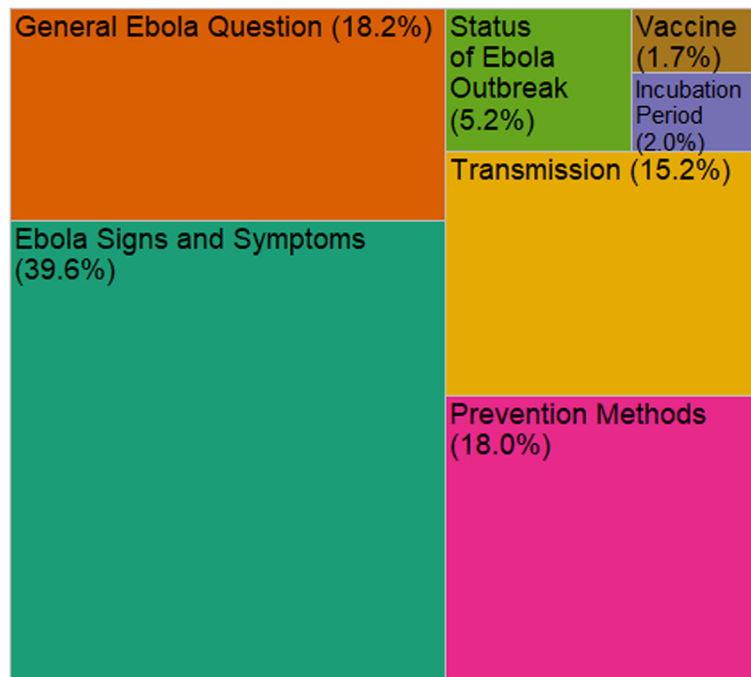 General Ebola Question (18.2%)
Ebola Signs and Symptoms
(39.6%)
Status
of Ebola
Outbreak
(5.2%)
Vaccine
(1.7%)
Incubation
Period
(2.0%)
Transmission (15.2%)
Prevention Methods
(18.0%)